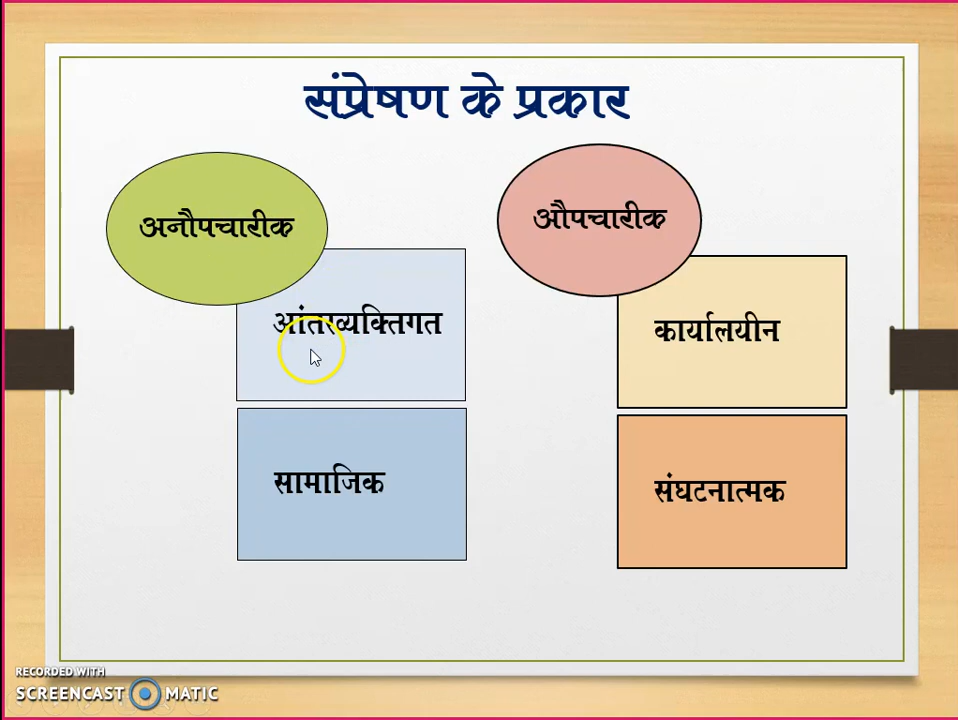 संप्रेषण के प्रकार
अनौपचारीक
आंतरव्यक्तिगत
सामाजिक
औपचारीक
कार्यालयीन
संघटनात्मक
RECORDED WITH
SCREENCAST MATIC